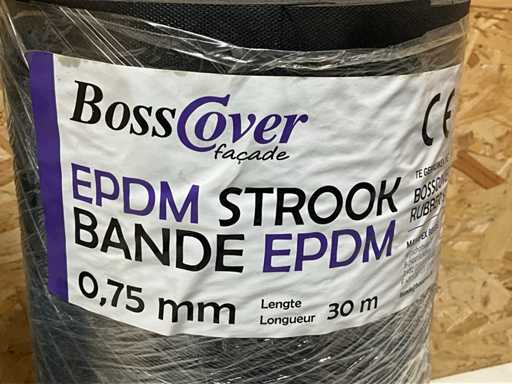 BossCover
façade
EPDM STROOK
BANDE EPDM
0,75 mm
Lengte
Longueur
30 m
CE